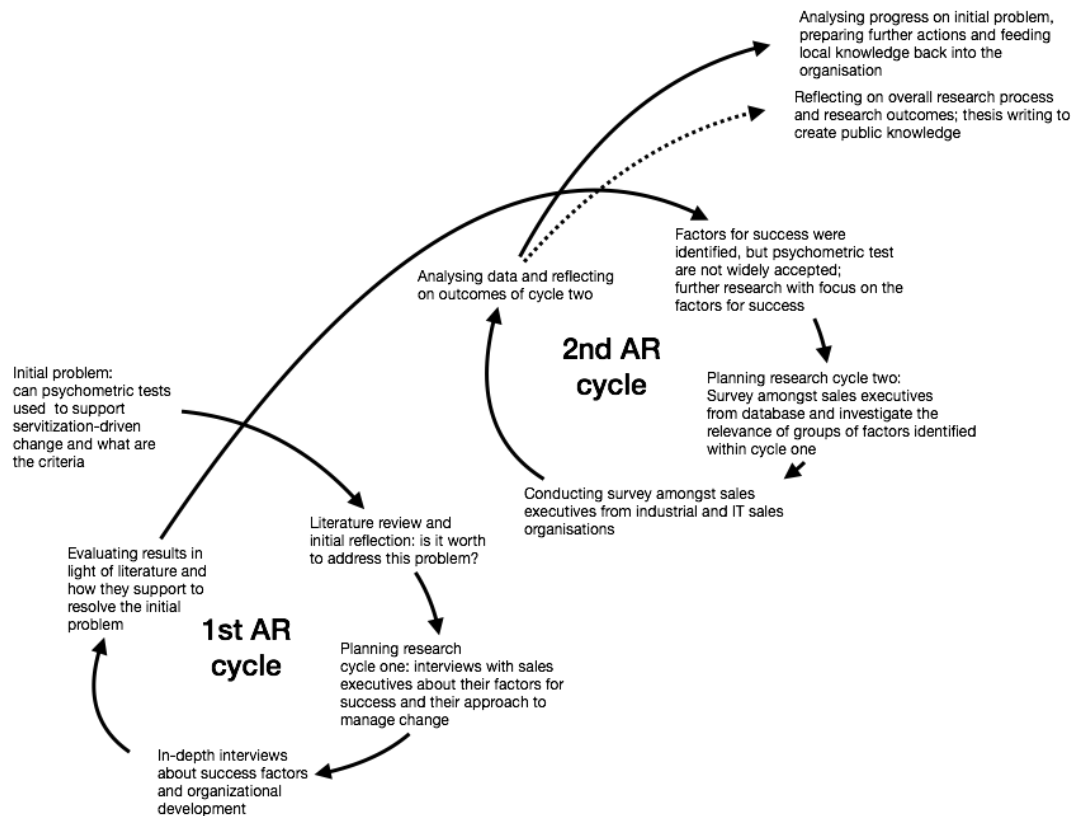 Analysing progress on initial problem,
preparing further actions and feeding
local knowledge back into the
organisation
Reflecting on overall research process
and research outcomes; thesis writing to
create public knowledge
Factors for success were
identified, but psychometric test
are not widely accepted;
further research with focus on the
factors for success
Analysing data and reflecting
on outcomes of cycle two
2nd AR
cycle
Planning research cycle two:
Survey amongst sales executives
from database and investigate the
relevance of groups of factors identified
within cycle one
Conducting survey amongst sales
executives from industrial and IT sales
organisations
Initial problem:
can psychometric tests
used to support
servitization-driven
change and what are
the criteria
Literature review and
initial reflection: is it worth
to address this problem?
Evaluating results in
light of literature and
how they support to
resolve the initial
problem
1st AR
cycle
Planning research
cycle one: interviews with sales
executives about their factors for
success and their approach to
manage change
In-depth interviews
about success factors
and organizational
development